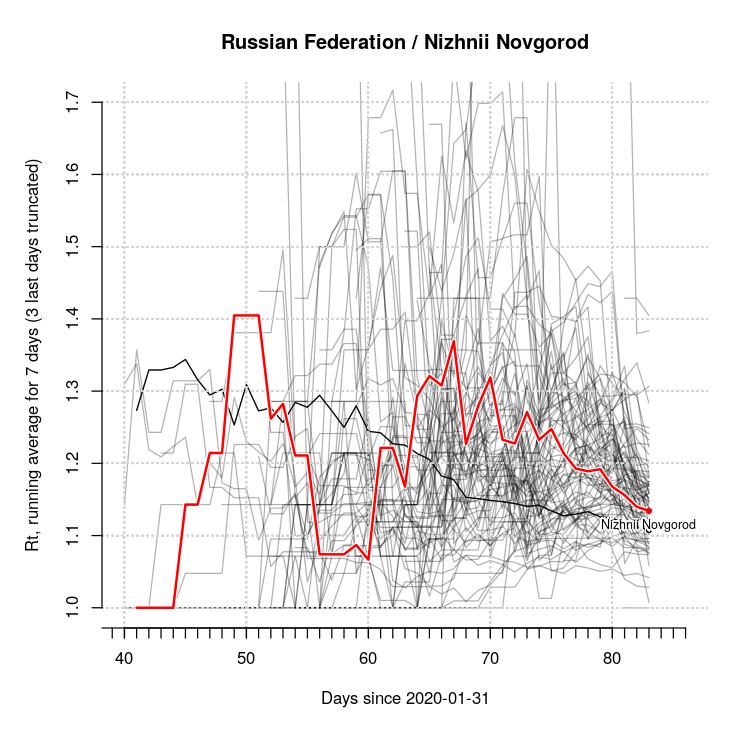 Russian Federation / Nizhnii Novgorod
Rt, running average for 7 days (3 last days truncated)
1.7
1.6
1.5
1.4
1.3
1.2
1.1
1.0
Nizhnii Novgorod
40 50 60 70 80
Days since 2020-01-31